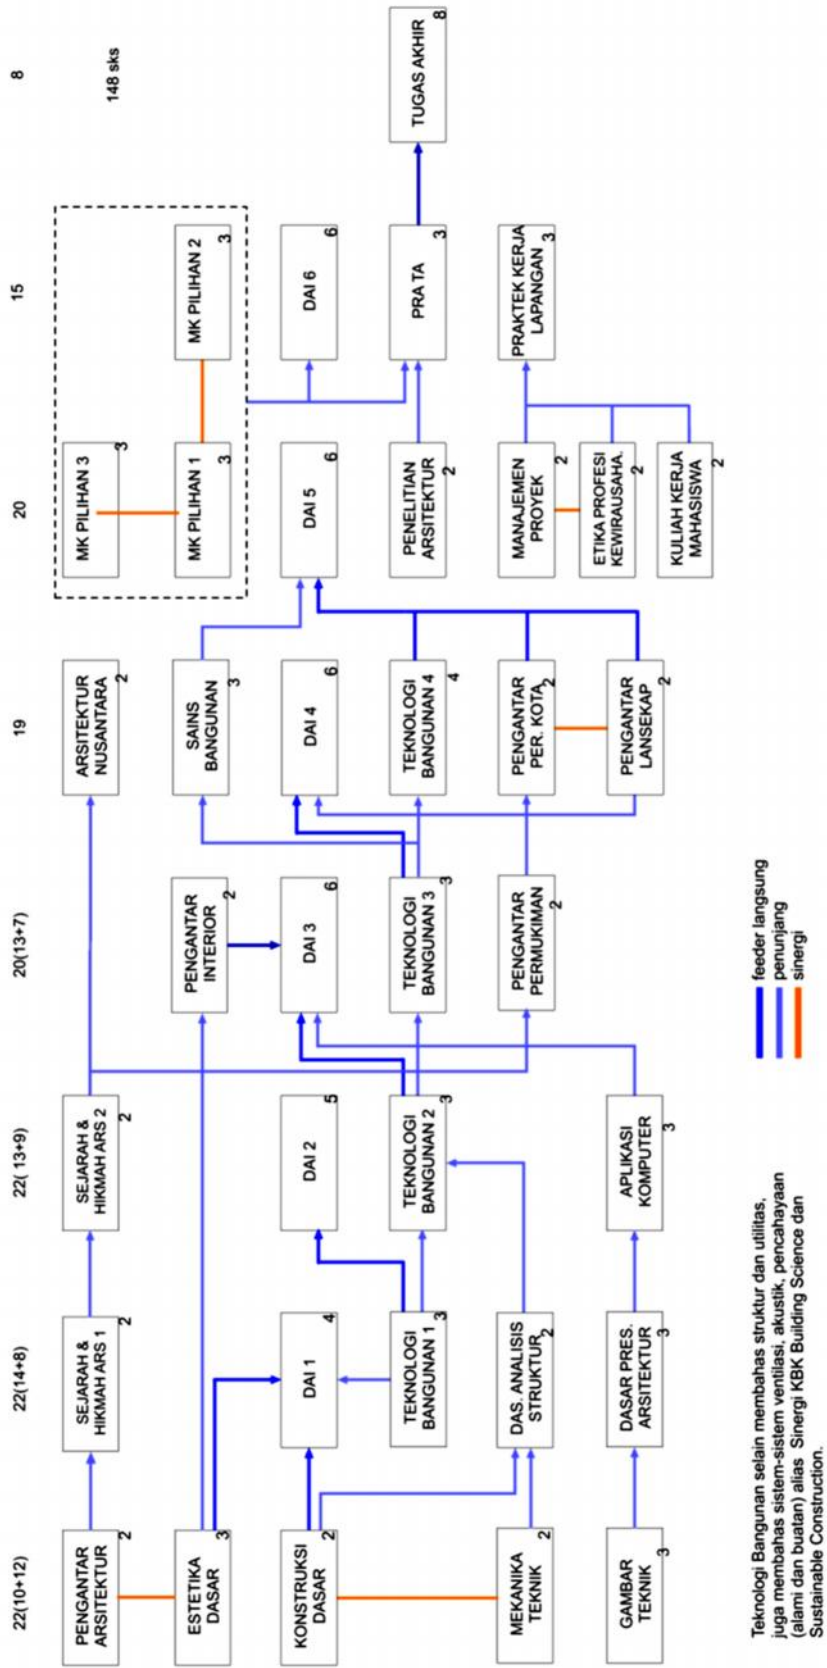 22(10+12)
22(14+8)
22( 13+9)
20(13+7)
19
20
15
8
148 sks
PENGANTAR
ARSITEKTUR
2
SEJARAH &
HIKMAH ARS 1
2
SEJARAH &
HIKMAH ARS 2
2
ARSITEKTUR
NUSANTARA
2
MK PILIHAN 3
3
ESTETIKA
DASAR
3
PENGANTAR
INTERIOR
2
SAINS
BANGUNAN
3
MK PILIHAN 1
3
MK PILIHAN 2
3
KONSTRUKSI
DASAR
2
DAI 1
4
DAI 2
5
DAI 3
6
DAI 4
6
DAI 5
6
DAI 6
6
TEKNOLOGI
BANGUNAN 1
3
TEKNOLOGI
BANGUNAN 2
3
TEKNOLOGI
BANGUNAN 3
3
TEKNOLOGI
BANGUNAN 4
4
PENELITIAN
ARSITEKTUR
2
PRA TA
3
TUGAS AKHIR
8
MEKANIKA
TEKNIK
2
DAS. ANALISIS
STRUKTUR
2
PENGANTAR
PERMUKIMAN
2
PENGANTAR
PER. KOTA
2
MANAJEMEN
PROYEK
2
PRAKTEK KERJA
LAPANGAN
3
ETIKA PROFESI
KEWIRAUSAHA.
2
GAMBAR
TEKNIK
3
DASAR PRES.
ARSITEKTUR
3
APLIKASI
KOMPUTER
3
PENGANTAR
LANSEKAP
2
KULIAH KERJA
MAHASISWA
2
Teknologi Bangunan selain membahas struktur dan utilitas,
juga membahas sistem-sistem ventilasi, akustik, pencahayaan
(alami dan buatan) alias Sinergi KBK Building Science dan
Sustainable Construction.
feeder langsung
penunjang
sinergi